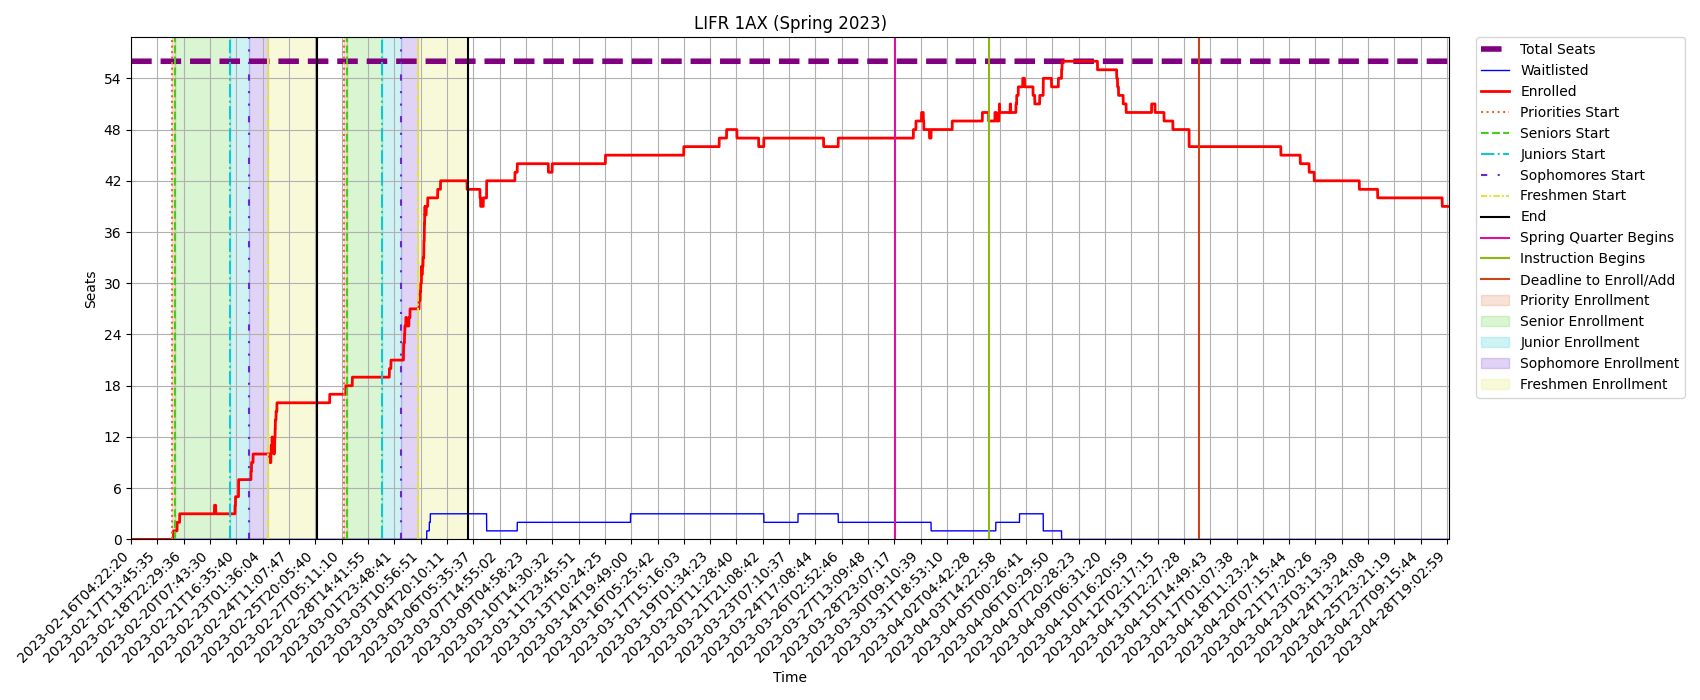 LIFR 1AX (Spring 2023)
Total Seats
Waitlisted
Enrolled
Priorities Start
Seniors Start
Juniors Start
Sophomores Start
Freshmen Start
End
Spring Quarter Begins
Instruction Begins
Deadline to Enroll/Add
Priority Enrollment
Senior Enrollment
Junior Enrollment
Sophomore Enrollment
Freshmen Enrollment
Seats
54
48
42
36
30
24
18
12
6
0
2023-02-16T04:22:20
2023-02-17T13:45:35
2023-02-18T22:29:36
2023-02-20T07:43:30
2023-02-21T16:35:40
2023-02-23T01:36:04
2023-02-24T11:07:47
2023-02-25T20:05:40
2023-02-27T05:11:10
2023-02-28T14:41:55
2023-03-01T23:48:41
2023-03-03T10:56:51
2023-03-04T20:10:11
2023-03-06T05:35:37
2023-03-07T14:55:02
2023-03-09T04:58:23
2023-03-10T14:30:32
2023-03-11T23:45:51
2023-03-13T10:24:25
2023-03-14T19:49:00
2023-03-16T05:25:42
2023-03-17T15:16:03
2023-03-19T01:34:23
2023-03-20T11:28:40
2023-03-21T21:08:42
2023-03-23T07:10:37
2023-03-24T17:08:44
2023-03-26T02:52:46
2023-03-27T13:09:48
2023-03-28T23:07:17
2023-03-30T09:10:39
2023-03-31T18:53:10
2023-04-02T04:42:28
2023-04-03T14:22:58
2023-04-05T00:26:41
2023-04-06T10:29:50
2023-04-07T20:28:23
2023-04-09T06:31:20
2023-04-10T16:20:59
2023-04-12T02:17:15
2023-04-13T12:27:28
2023-04-15T14:49:43
2023-04-17T01:07:38
2023-04-18T11:23:24
2023-04-20T07:15:44
2023-04-21T17:20:26
2023-04-23T03:13:39
2023-04-24T13:24:08
2023-04-25T23:21:19
2023-04-27T09:15:44
2023-04-28T19:02:59
Time